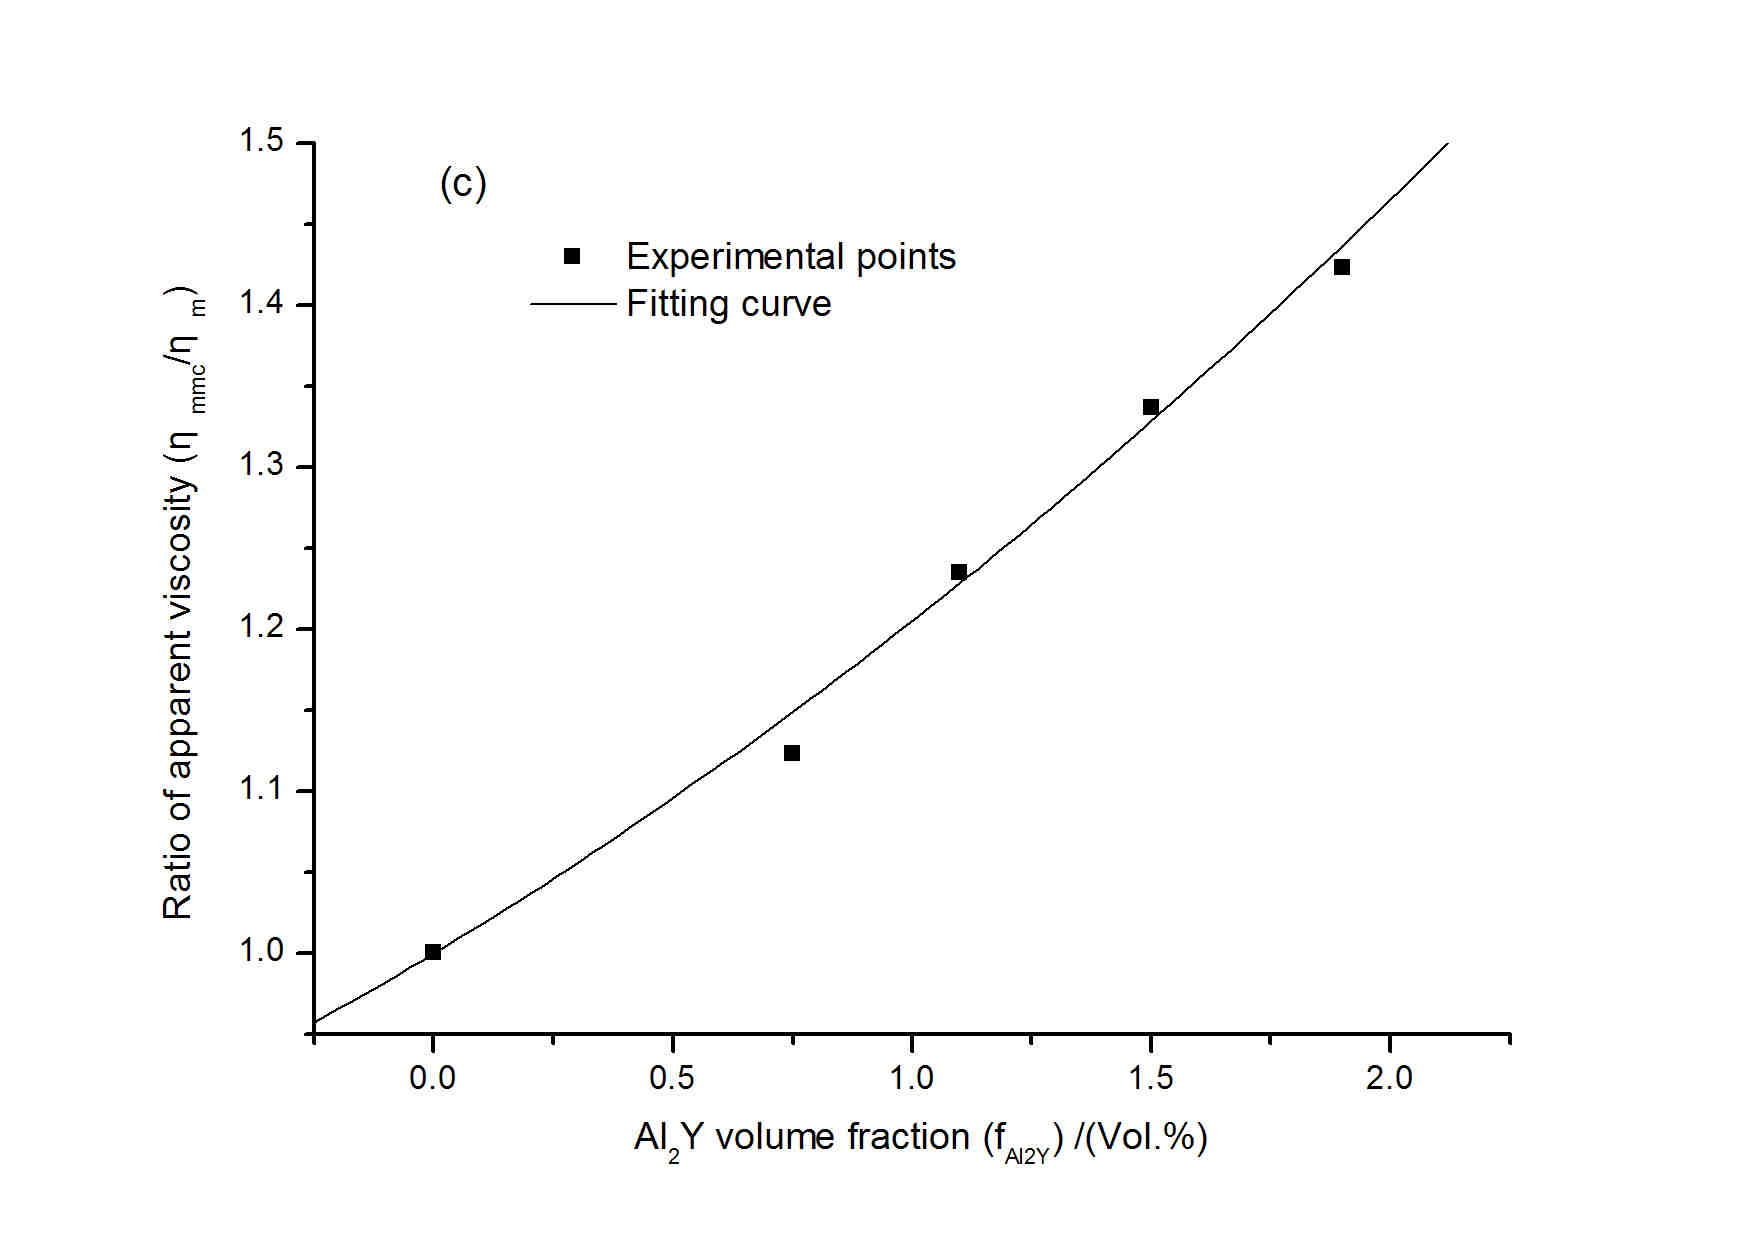 1.5
(c)
Experimental points
1.4
Fitting curve
1.3
1.2
1.1
1.0
Ratio of apparent viscosity (η mmc/η m)
0.0 0.5 1.0 1.5 2.0
Al2Y volume fraction (fAl2Y) /(Vol.%)